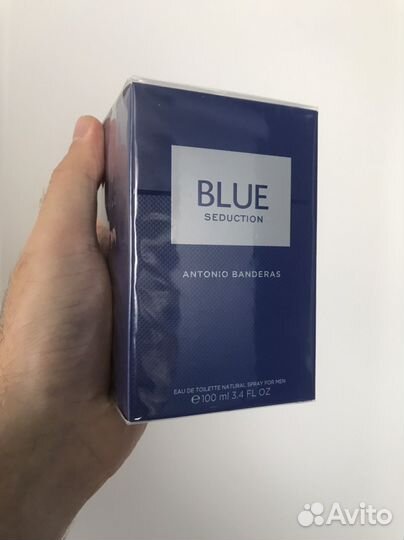 BLUE
SEDUCTION
ANTONIO BANDERAS
EAU DE TOILETTE NATURAL SPRAY FOR MEN
℮100 ml 3.4 FL OZ
Avito